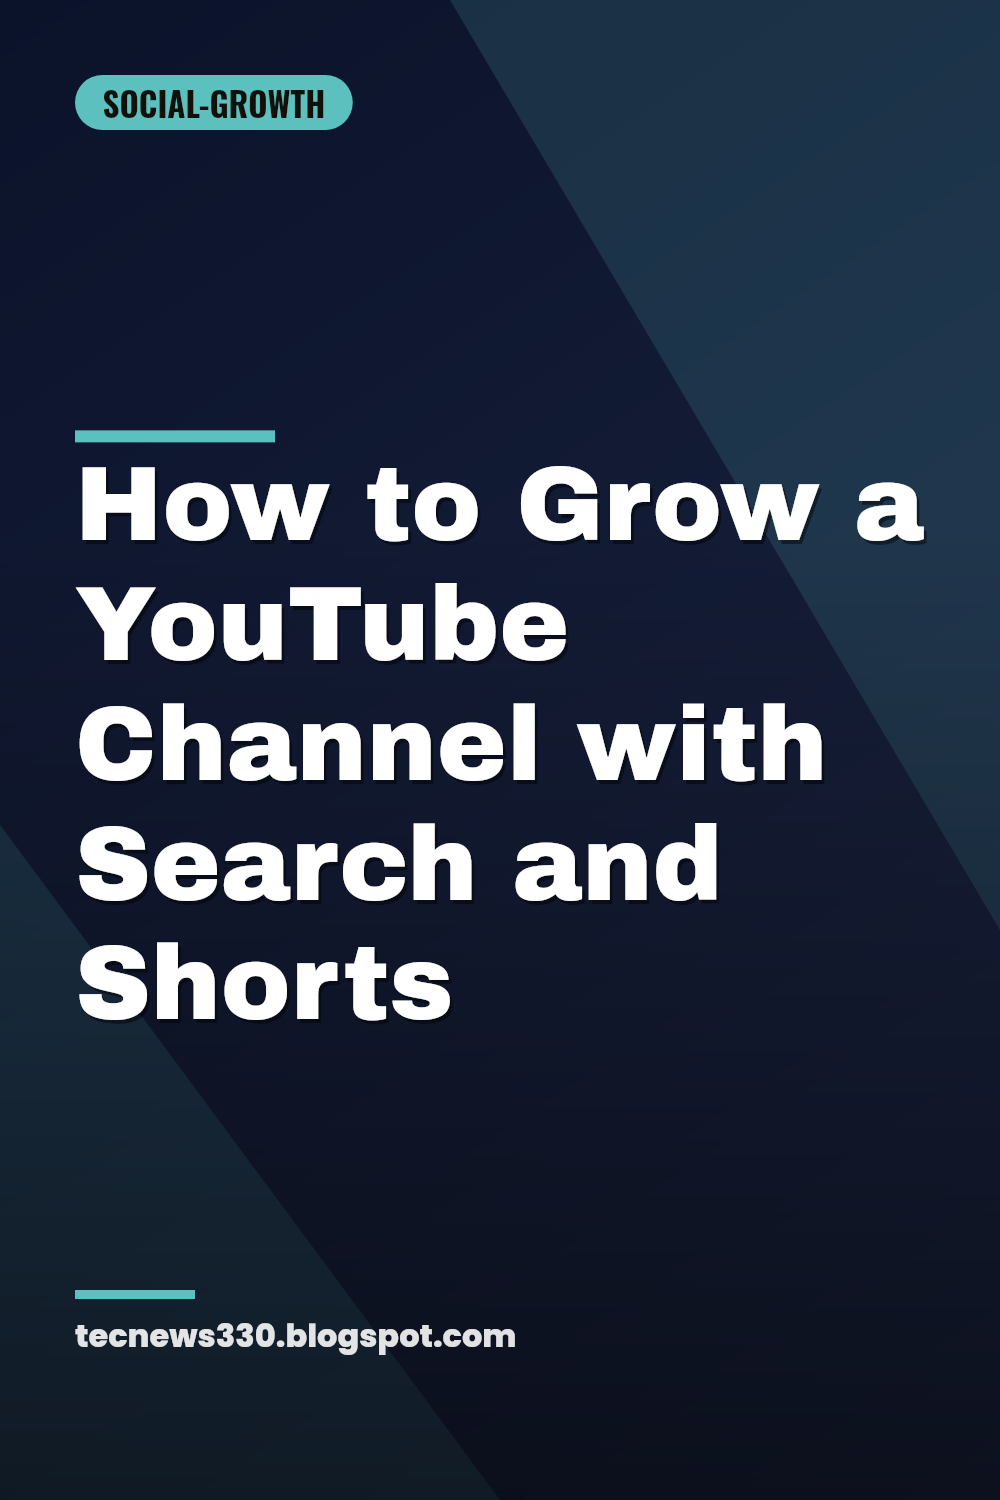 SOCIAL-GROWTH
How to Grow a
YouTube
Channel with
Search and
Shorts
tecnews330.blogspot.com